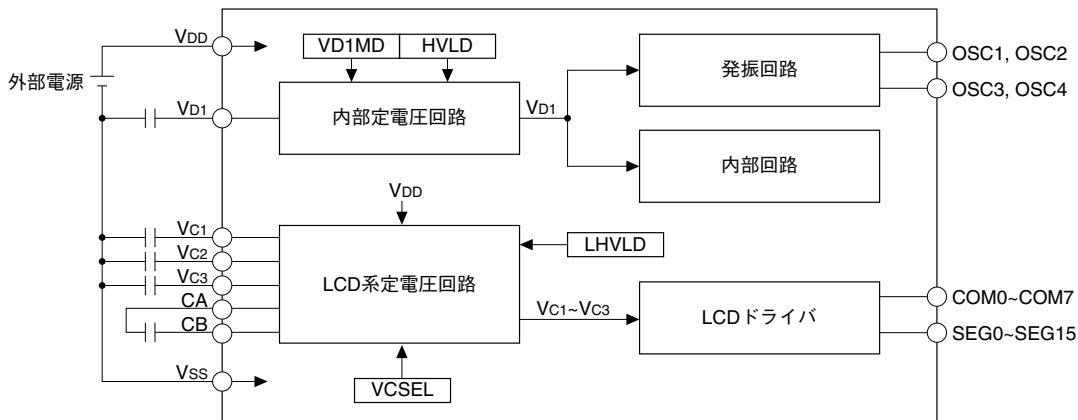 VDD
VD1MD
HVLD
発振回路
OSC1, OSC2
OSC3, OSC4
外部電源
VD1
内部定電圧回路
VD1
内部回路
VDD
VC1
VC2
VC3
CA
CB
LCD系定電圧回路
LHVLD
VC1~VC3
LCDドライバ
COM0~COM7
SEG0~SEG15
VSS
VCSEL